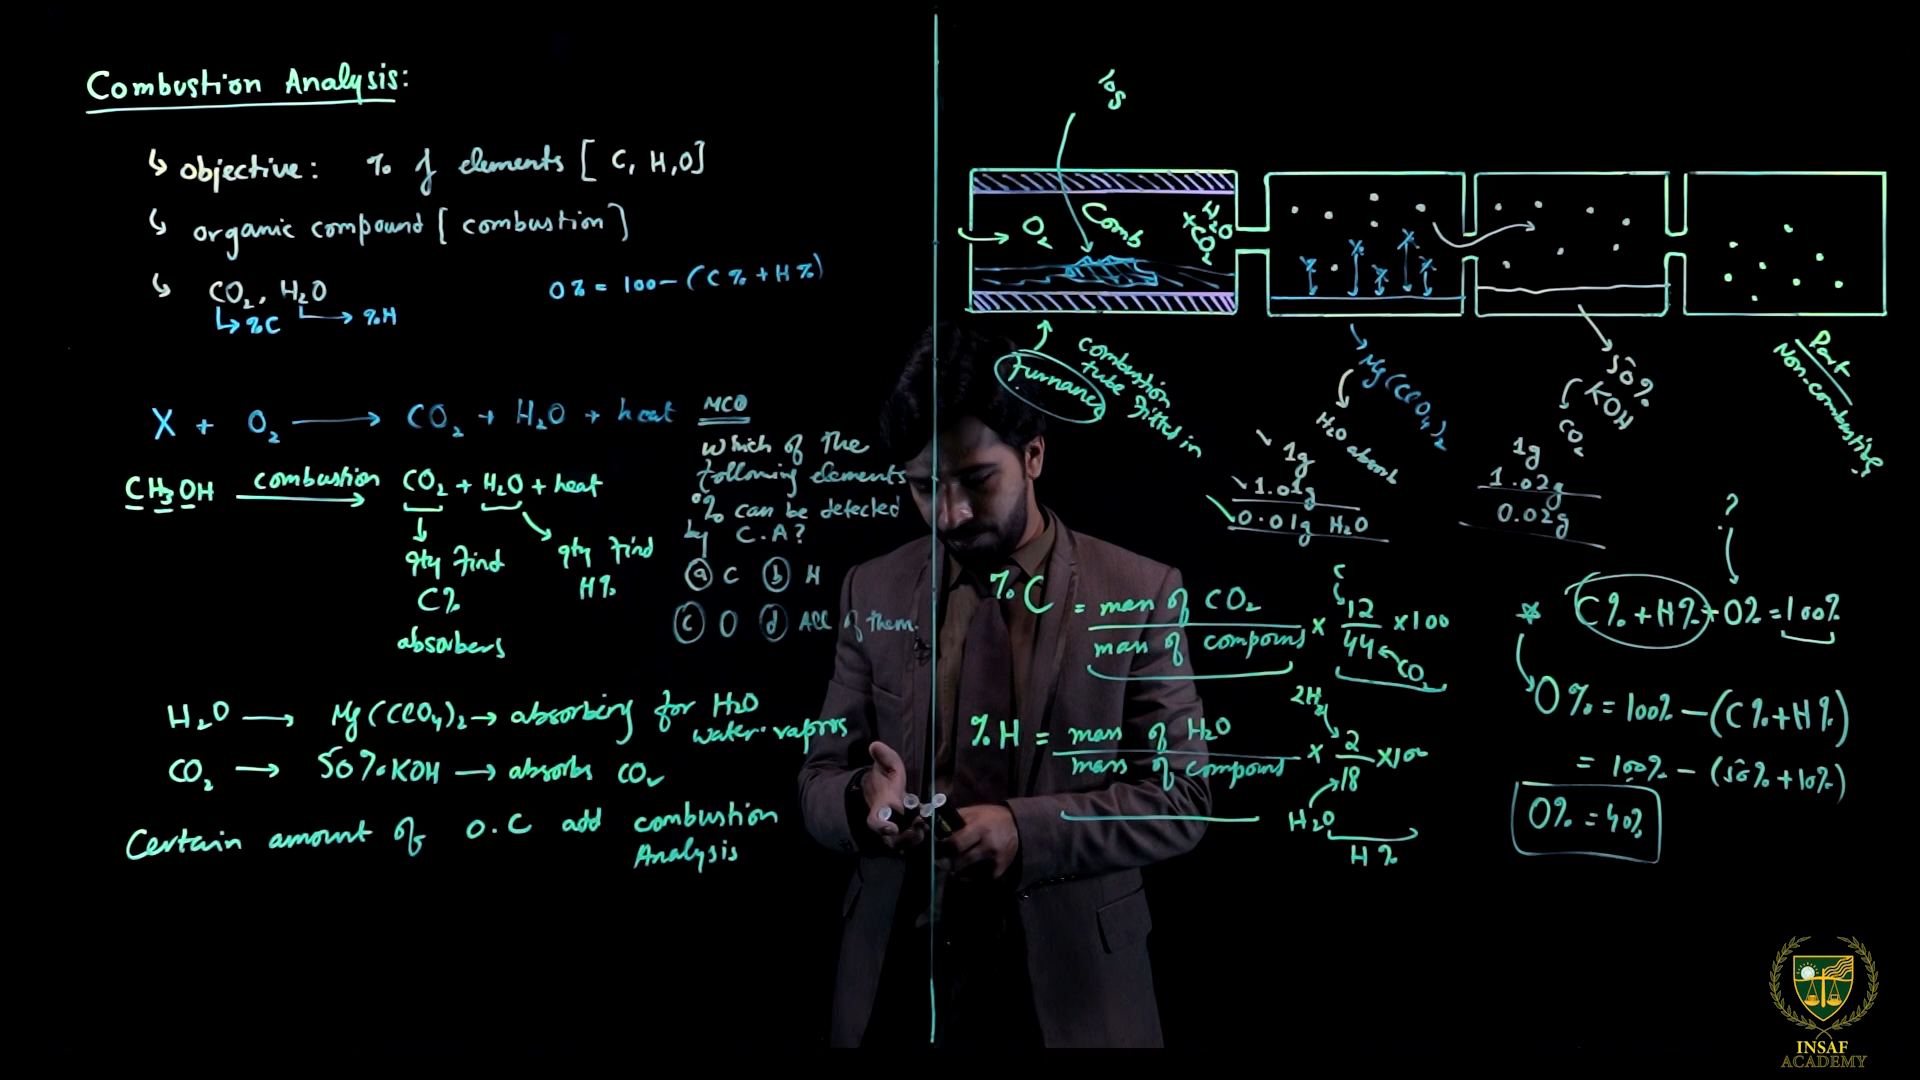 Combustion Analysis:
↳ objective: % of elements [C, H, O]
↳ organic compound [combustion]
↳ CO₂, H₂O
↳ %C → %H
O% = 100 - (C% + H%)
X + O₂ → CO₂ + H₂O + heat
CH₃OH combustion → CO₂ + H₂O + heat
qty find
C%
absorbers
qty find
H%
MCQ
which of the
following elements
% can be detected
by C.A?
(a) C (b) H
(c) O (d) All of them.
H₂O → Mg(ClO₄)₂ → absorbing for H₂O
water vapors
CO₂ → 50% KOH → absorbs CO₂
Certain amount of O.C add combustion
Analysis
10g
O₂ Comb H₂O
+ CO₂
furnance
combustion
tube fitted in
Mg(ClO₄)₂
H₂O absorb
50%
KOH
CO₂
Part
Non-combustive
1g
1.01g
0.01g H₂O
1g
1.02g
0.02g
%C = mass of CO₂ / mass of compound × 12/44 × 100
C
CO₂
%H = mass of H₂O / mass of compound × 2/18 × 100
2H
H₂O
H%
?
* C% + H% + O% = 100%
O% = 100% - (C% + H%)
= 100% - (50% + 10%)
O% = 40%
INSAF
ACADEMY